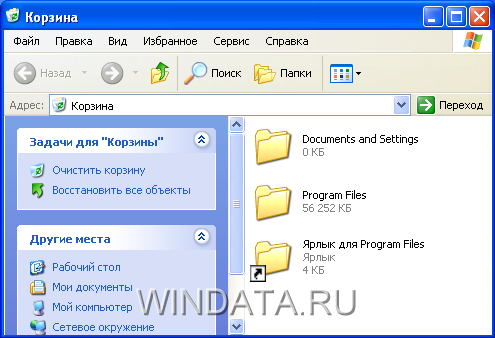 Корзина
Файл Правка Вид Избранное Сервис Справка
Назад Поиск Папки
Адрес: Корзина Переход
Задачи для "Корзины"
Очистить корзину
Восстановить все объекты
Другие места
Рабочий стол
Мои документы
Мой компьютер
Сетевое окружение
Documents and Settings
0 КБ
Program Files
56 252 КБ
Ярлык для Program Files
Ярлык
4 КБ
WINDATA.RU